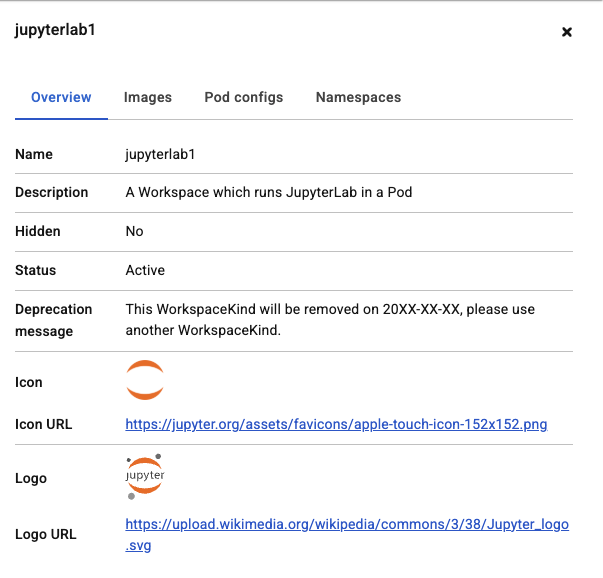 jupyterlab1
Overview Images Pod configs Namespaces
Name jupyterlab1
Description A Workspace which runs JupyterLab in a Pod
Hidden No
Status Active
Deprecation message This WorkspaceKind will be removed on 20XX-XX-XX, please use
another WorkspaceKind.
Icon
Icon URL https://jupyter.org/assets/favicons/apple-touch-icon-152x152.png
Logo jupyter
Logo URL https://upload.wikimedia.org/wikipedia/commons/3/38/Jupyter_logo
.svg